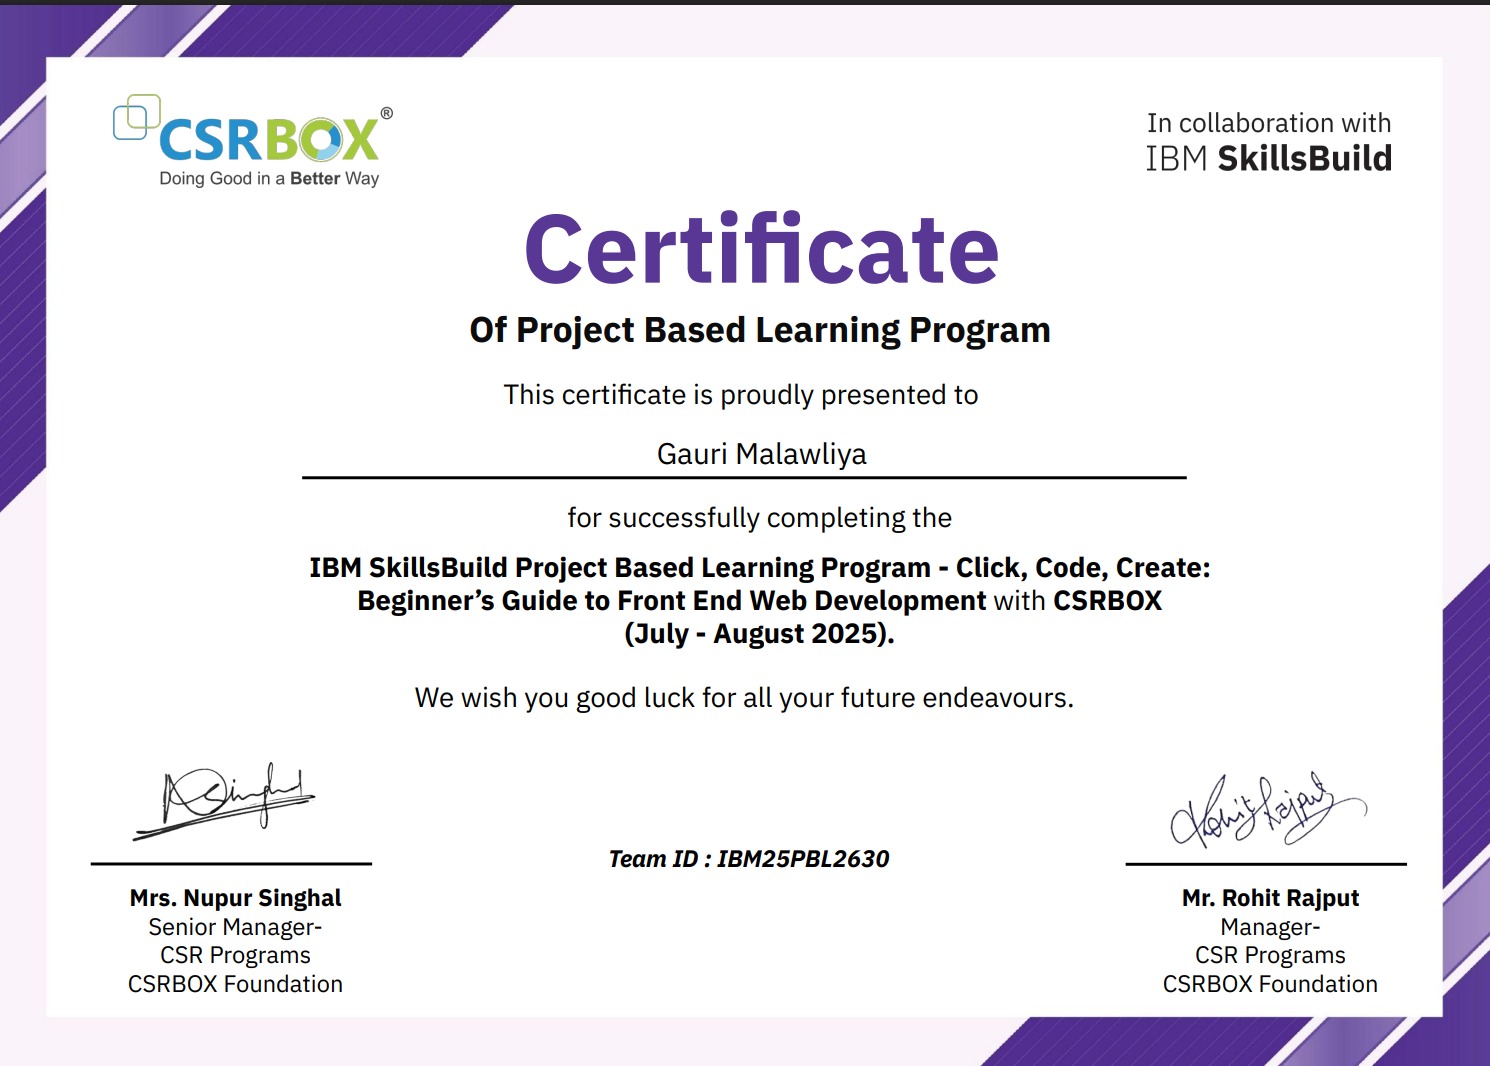 CSRBOX®
Doing Good in a Better Way
In collaboration with
IBM SkillsBuild
Certificate
Of Project Based Learning Program
This certificate is proudly presented to
Gauri Malawliya
for successfully completing the
IBM SkillsBuild Project Based Learning Program - Click, Code, Create:
Beginner’s Guide to Front End Web Development with CSRBOX
(July - August 2025).
We wish you good luck for all your future endeavours.
NSinghal
Rohit Rajput
Team ID : IBM25PBL2630
Mrs. Nupur Singhal
Senior Manager-
CSR Programs
CSRBOX Foundation
Mr. Rohit Rajput
Manager-
CSR Programs
CSRBOX Foundation